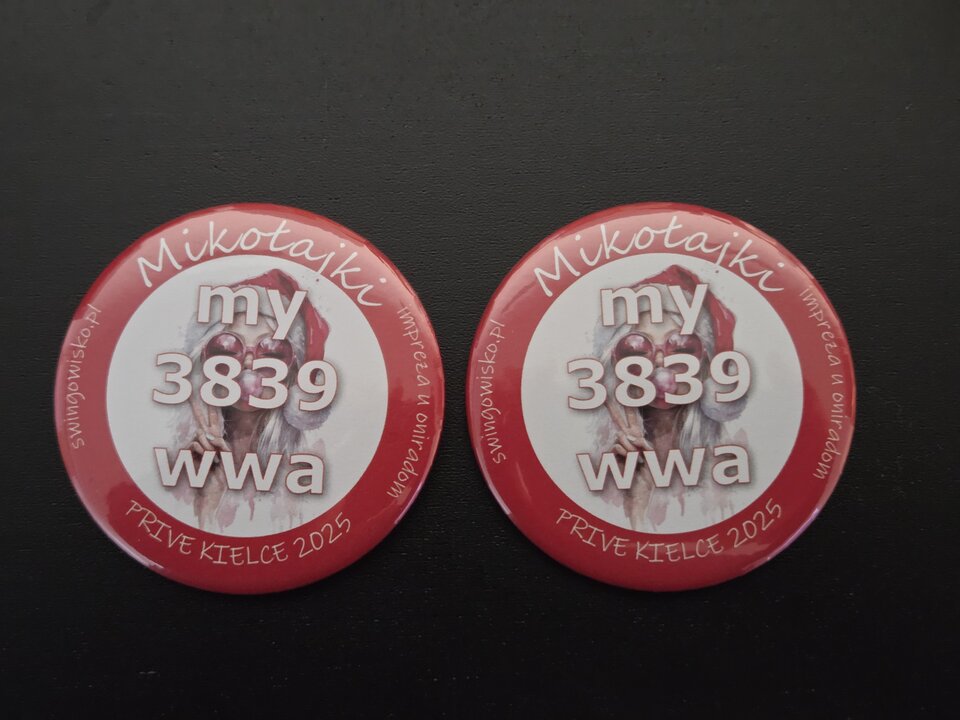 Mikołajki
my
3839
wwa
swingowisko.pl
impreza u oniradom
PRIVE KIELCE 2025
Mikołajki
my
3839
wwa
swingowisko.pl
impreza u oniradom
PRIVE KIELCE 2025